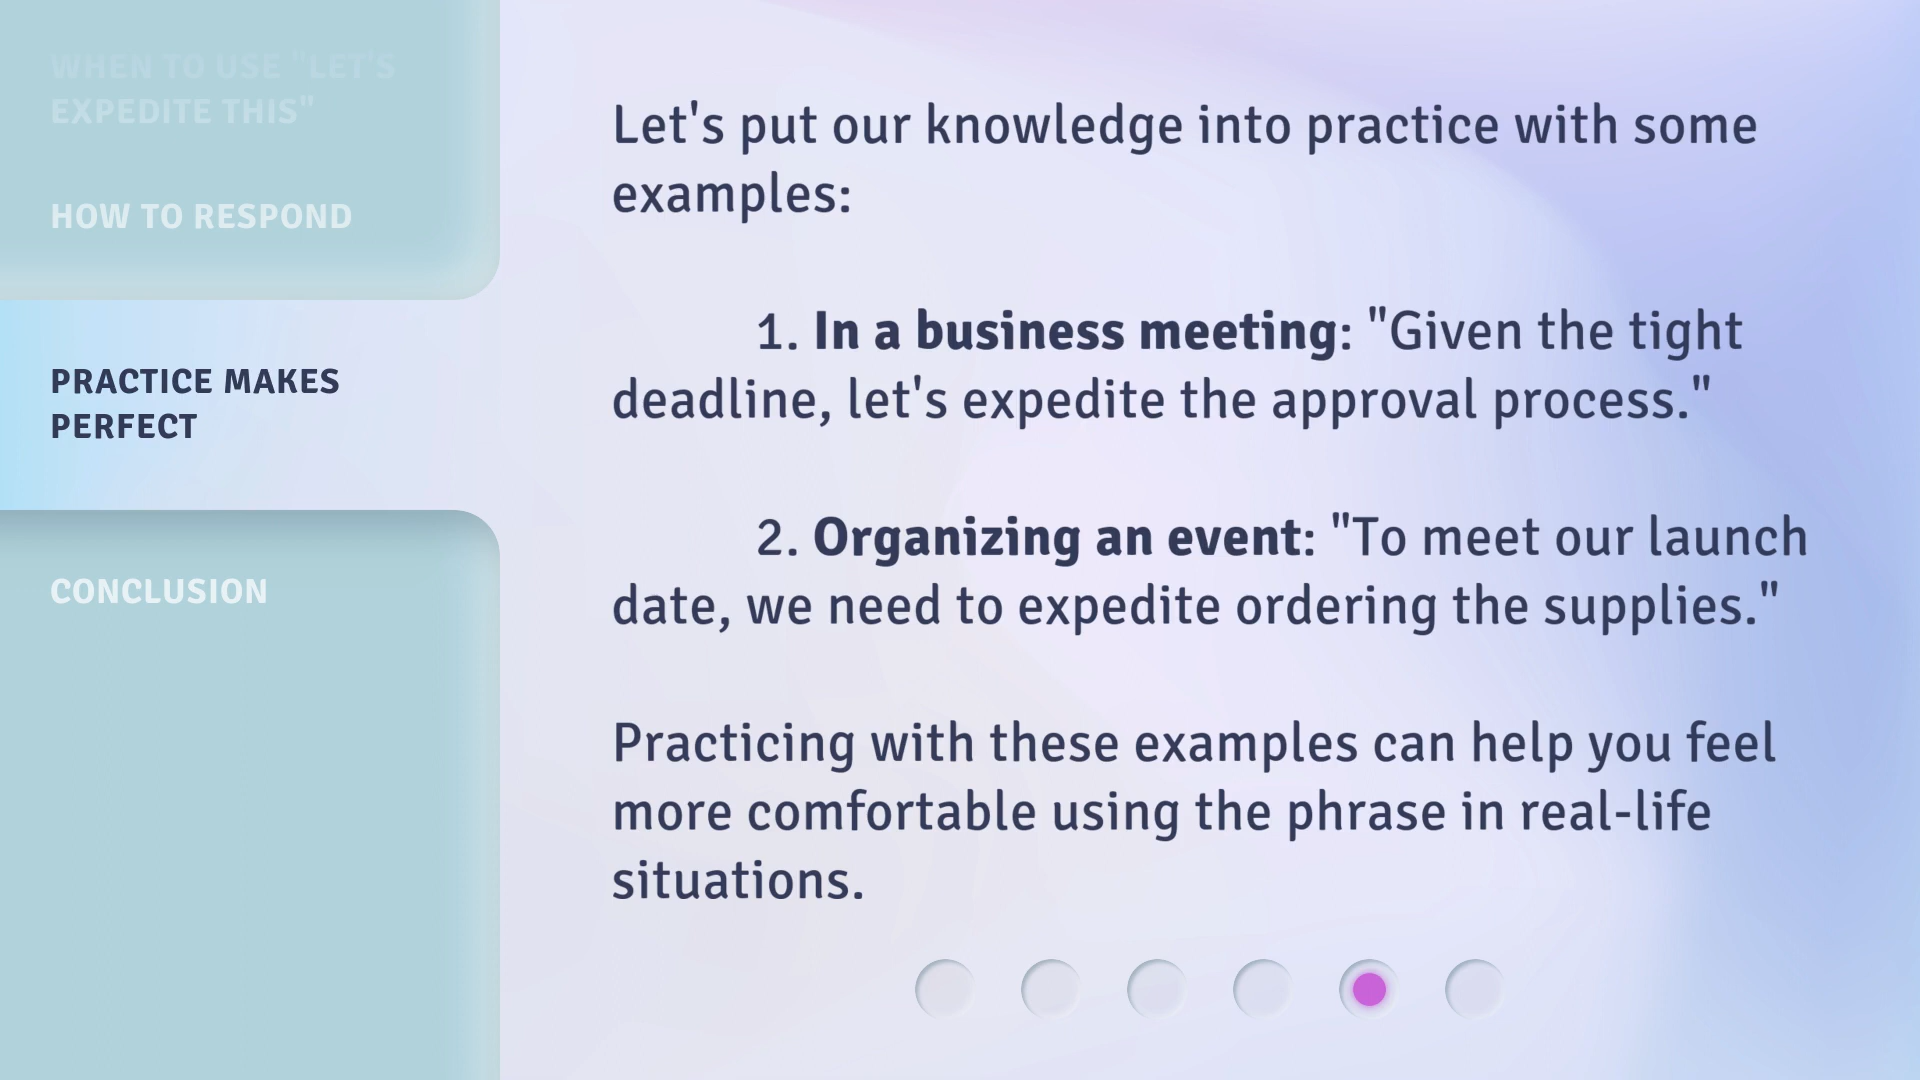 WHEN TO USE "LET'S
EXPEDITE THIS"
HOW TO RESPOND
PRACTICE MAKES
PERFECT
CONCLUSION
Let's put our knowledge into practice with some
examples:
1. In a business meeting: "Given the tight
deadline, let's expedite the approval process."
2. Organizing an event: "To meet our launch
date, we need to expedite ordering the supplies."
Practicing with these examples can help you feel
more comfortable using the phrase in real-life
situations.